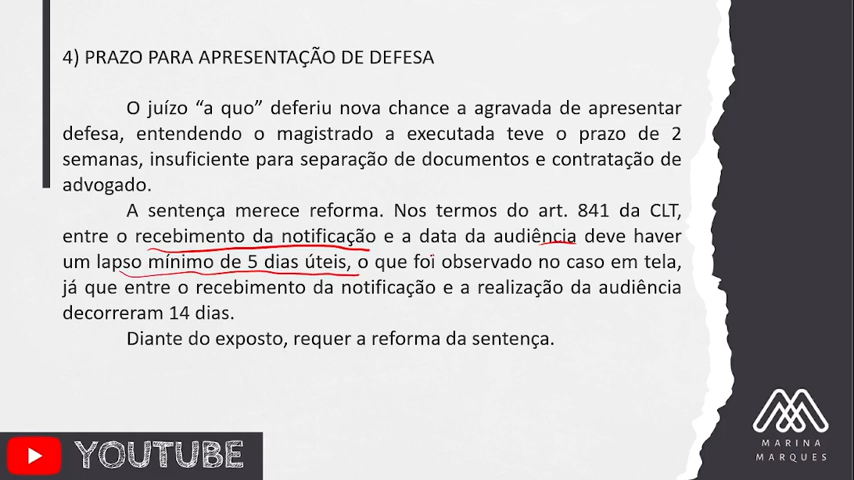 4) PRAZO PARA APRESENTAÇÃO DE DEFESA
O juízo “a quo” deferiu nova chance a agravada de apresentar
defesa, entendendo o magistrado a executada teve o prazo de 2
semanas, insuficiente para separação de documentos e contratação de
advogado.
A sentença merece reforma. Nos termos do art. 841 da CLT,
entre o recebimento da notificação e a data da audiência deve haver
um lapso mínimo de 5 dias úteis, o que foi observado no caso em tela,
já que entre o recebimento da notificação e a realização da audiência
decorreram 14 dias.
Diante do exposto, requer a reforma da sentença.
YOUTUBE
MARINA
MARQUES